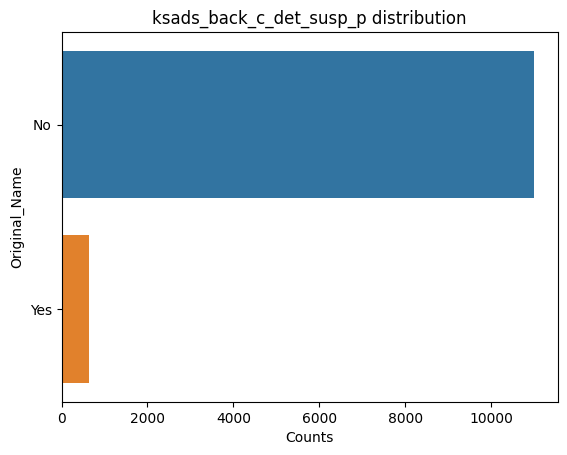 ksads_back_c_det_susp_p distribution
Original_Name
No
Yes
0 2000 4000 6000 8000 10000
Counts